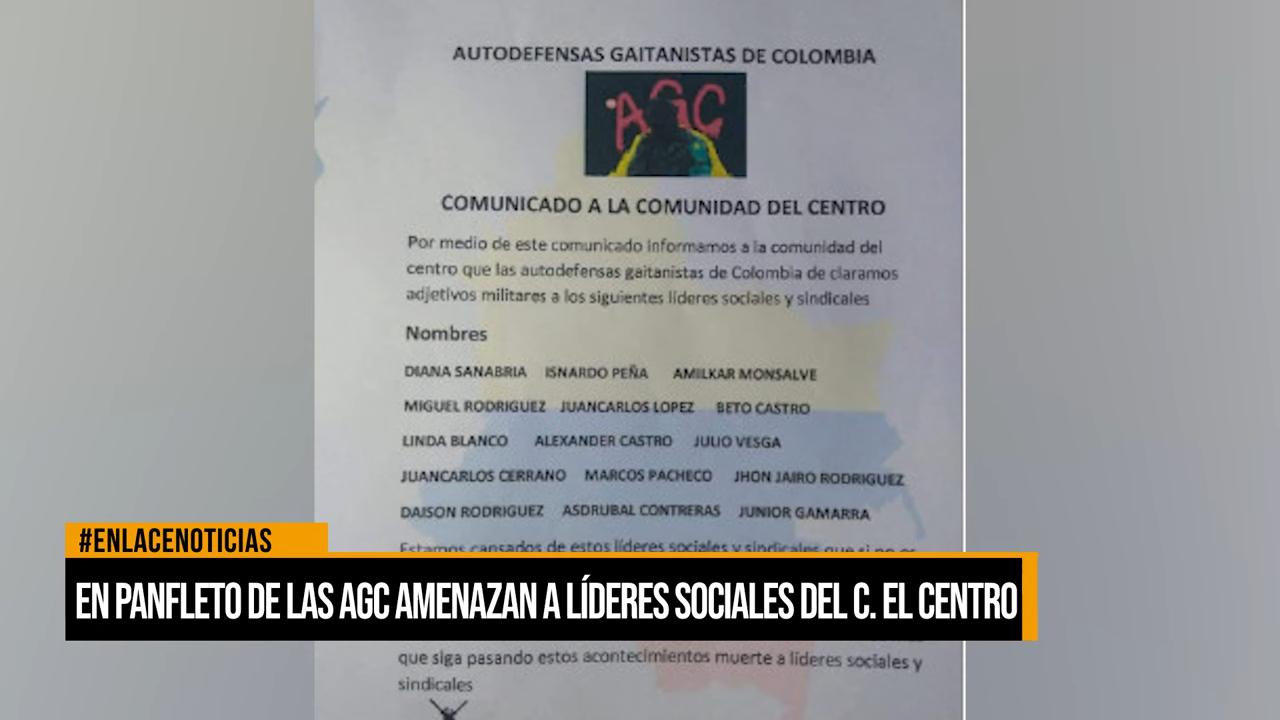 AUTODEFENSAS GAITANISTAS DE COLOMBIA
AGC
COMUNICADO A LA COMUNIDAD DEL CENTRO
Por medio de este comunicado informamos a la comunidad del
centro que las autodefensas gaitanistas de Colombia de claramos
adjetivos militares a los siguientes líderes sociales y sindicales
Nombres
DIANA SANABRIA ISNARDO PEÑA AMILKAR MONSALVE
MIGUEL RODRIGUEZ JUANCARLOS LOPEZ BETO CASTRO
LINDA BLANCO ALEXANDER CASTRO JULIO VESGA
JUANCARLOS CERRANO MARCOS PACHECO JHON JAIRO RODRIGUEZ
DAISON RODRIGUEZ ASDRUBAL CONTRERAS JUNIOR GAMARRA
Estamos cansados de estos líderes sociales y sindicales que si no es
#ENLACENOTICIAS
EN PANFLETO DE LAS AGC AMENAZAN A LÍDERES SOCIALES DEL C. EL CENTRO
que siga pasando estos acontecimientos muerte a líderes sociales y
sindicales